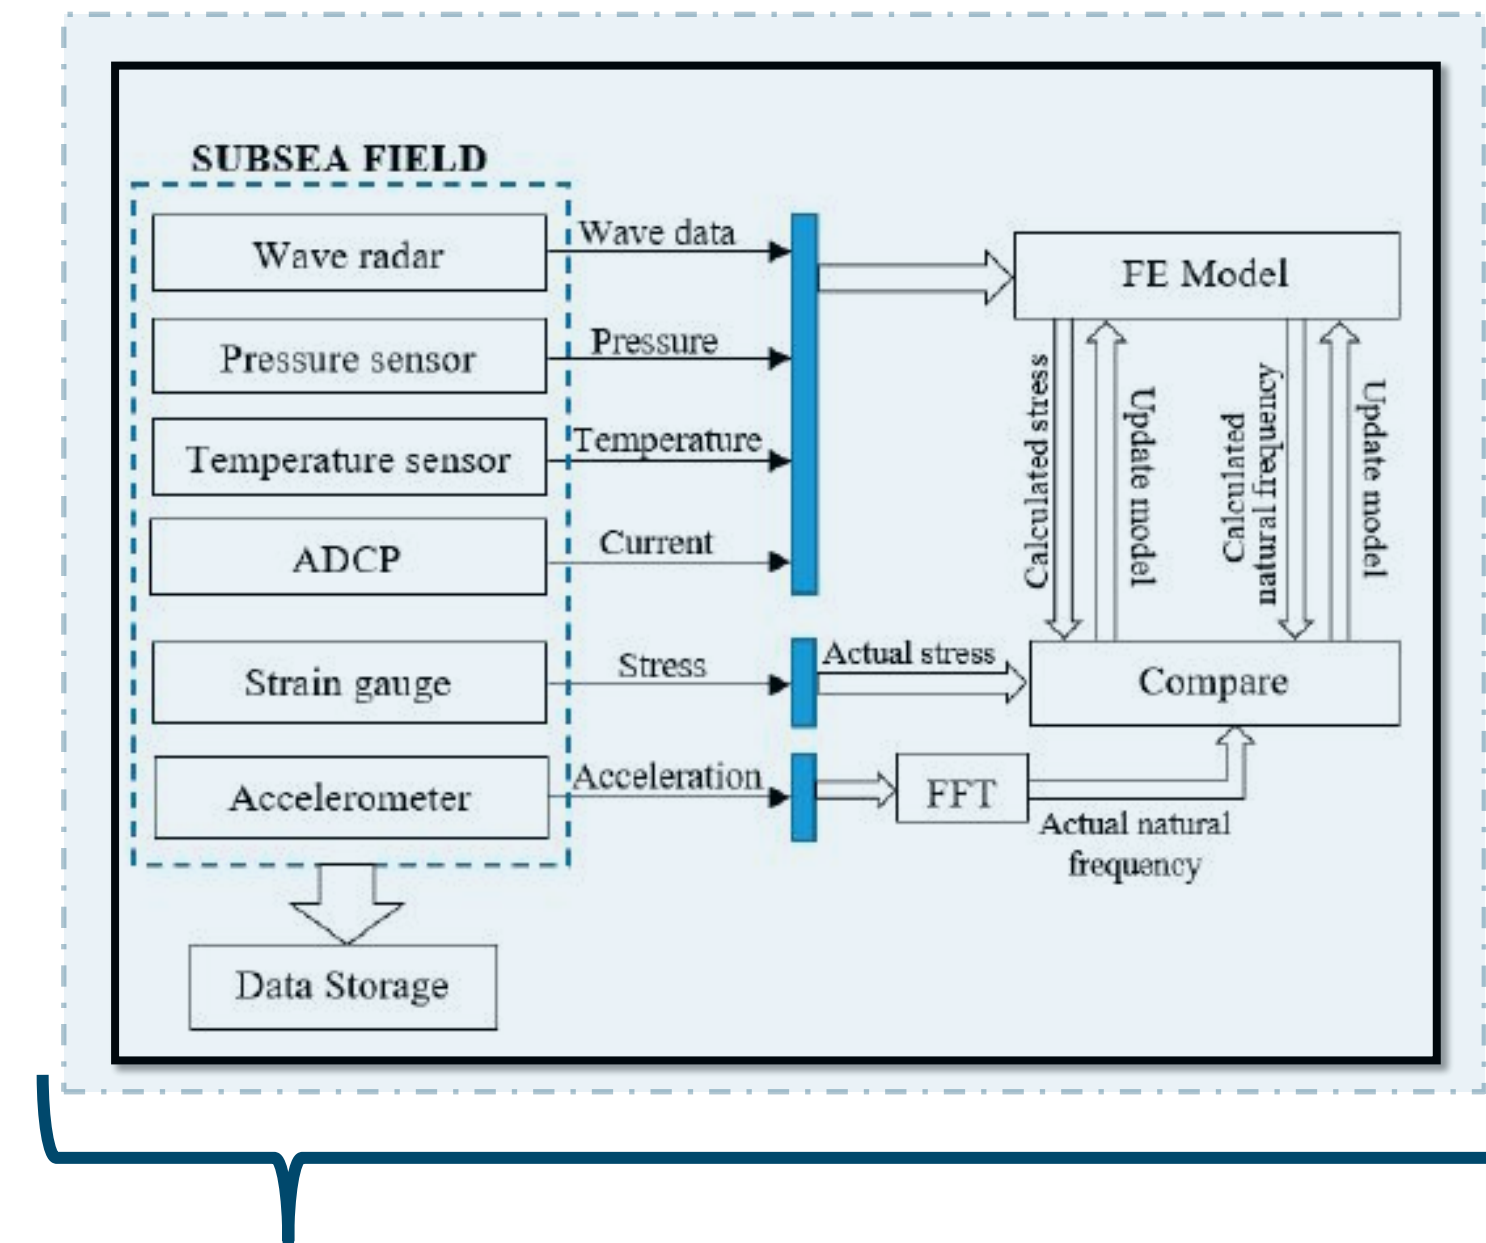 SUBSEA FIELD
Wave radar
Wave data
FE Model
Pressure sensor
Pressure
Temperature sensor
Temperature
ADCP
Current
Calculated stress
Update model
Calculated
natural frequency
Update model
Strain gauge
Stress
Actual stress
Compare
Accelerometer
Acceleration
FFT
Actual natural
frequency
Data Storage